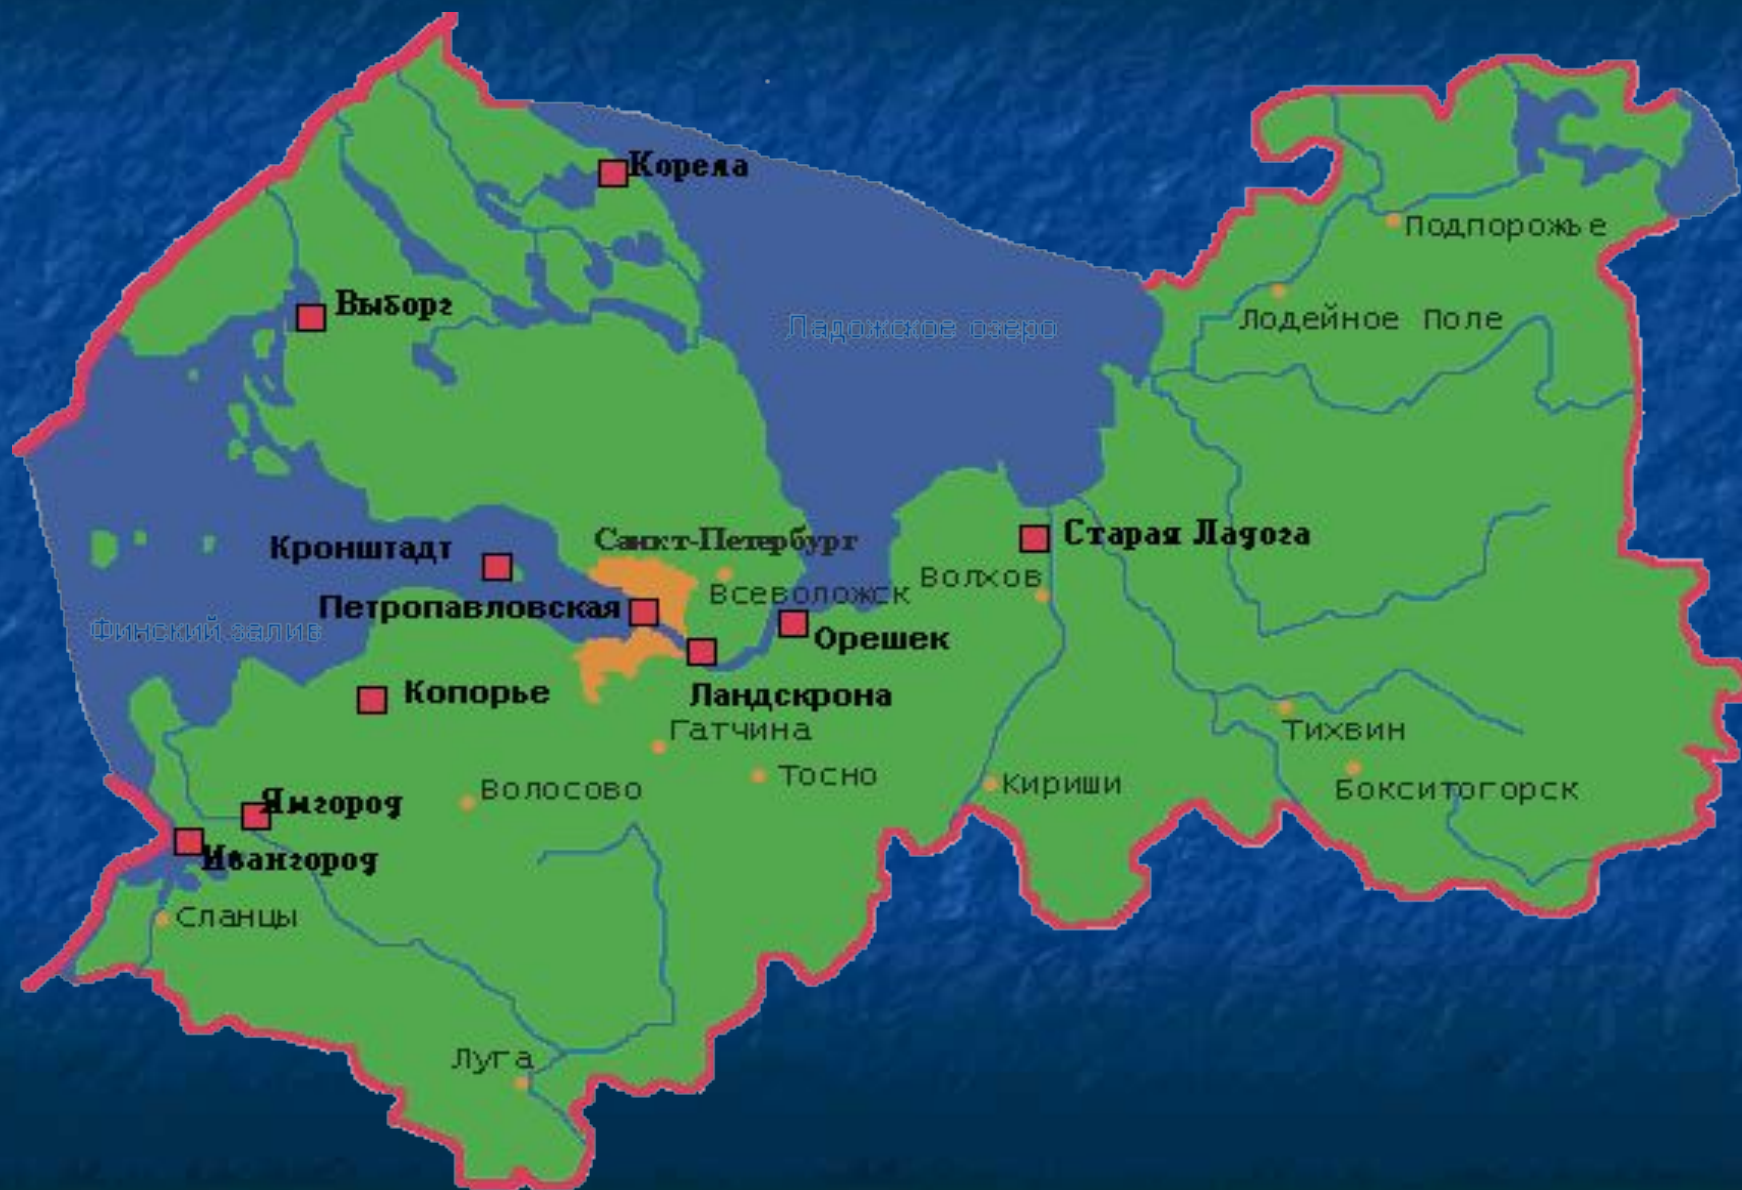 Корела
Подпорожье
Выборг
Лодейное Поле
Ладожское озеро
Старая Ладога
Санкт-Петербург
Кронштадт
Волхов
Всеволожск
Петропавловская
Финский залив
Орешек
Копорье
Ландскрона
Гатчина
Тихвин
Тосно
Кириши
Волосово
Бокситогорск
Ямгород
Ивангород
Сланцы
Луга